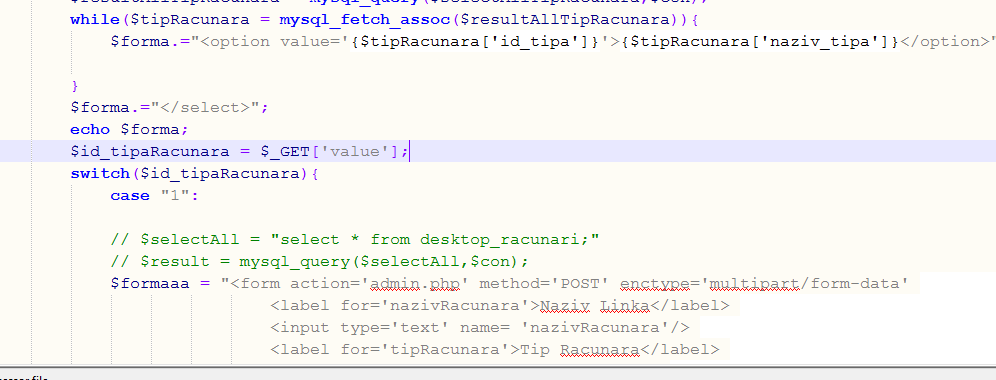 $resultAllTipRacunara = mysql_query($selectAllTipRacunara,$con);
while($tipRacunara = mysql_fetch_assoc($resultAllTipRacunara)){
$forma.="<option value='{$tipRacunara['id_tipa']}'>{$tipRacunara['naziv_tipa']}</option>"
}
$forma.="</select>";
echo $forma;
$id_tipaRacunara = $_GET['value'];
switch($id_tipaRacunara){
case "1":
// $selectAll = "select * from desktop_racunari;"
// $result = mysql_query($selectAll,$con);
$formaaa = "<form action='admin.php' method='POST' enctype='multipart/form-data'
<label for='nazivRacunara'>Naziv Linka</label>
<input type='text' name= 'nazivRacunara'/>
<label for='tipRacunara'>Tip Racunara</label>